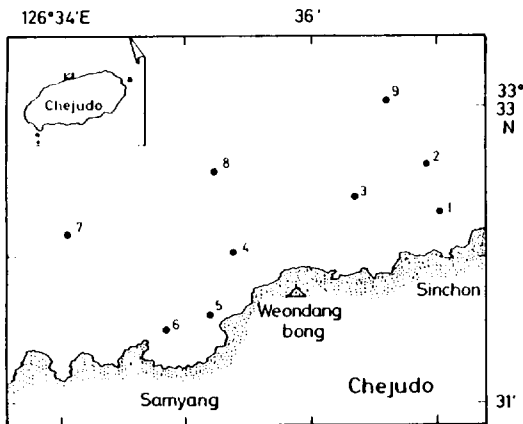 126°34'E
36'
Chejudo
9
33°
33
N
8
2
3
1
7
4
Sinchon
Weondang
bong
5
6
Chejudo
Samyang
31'